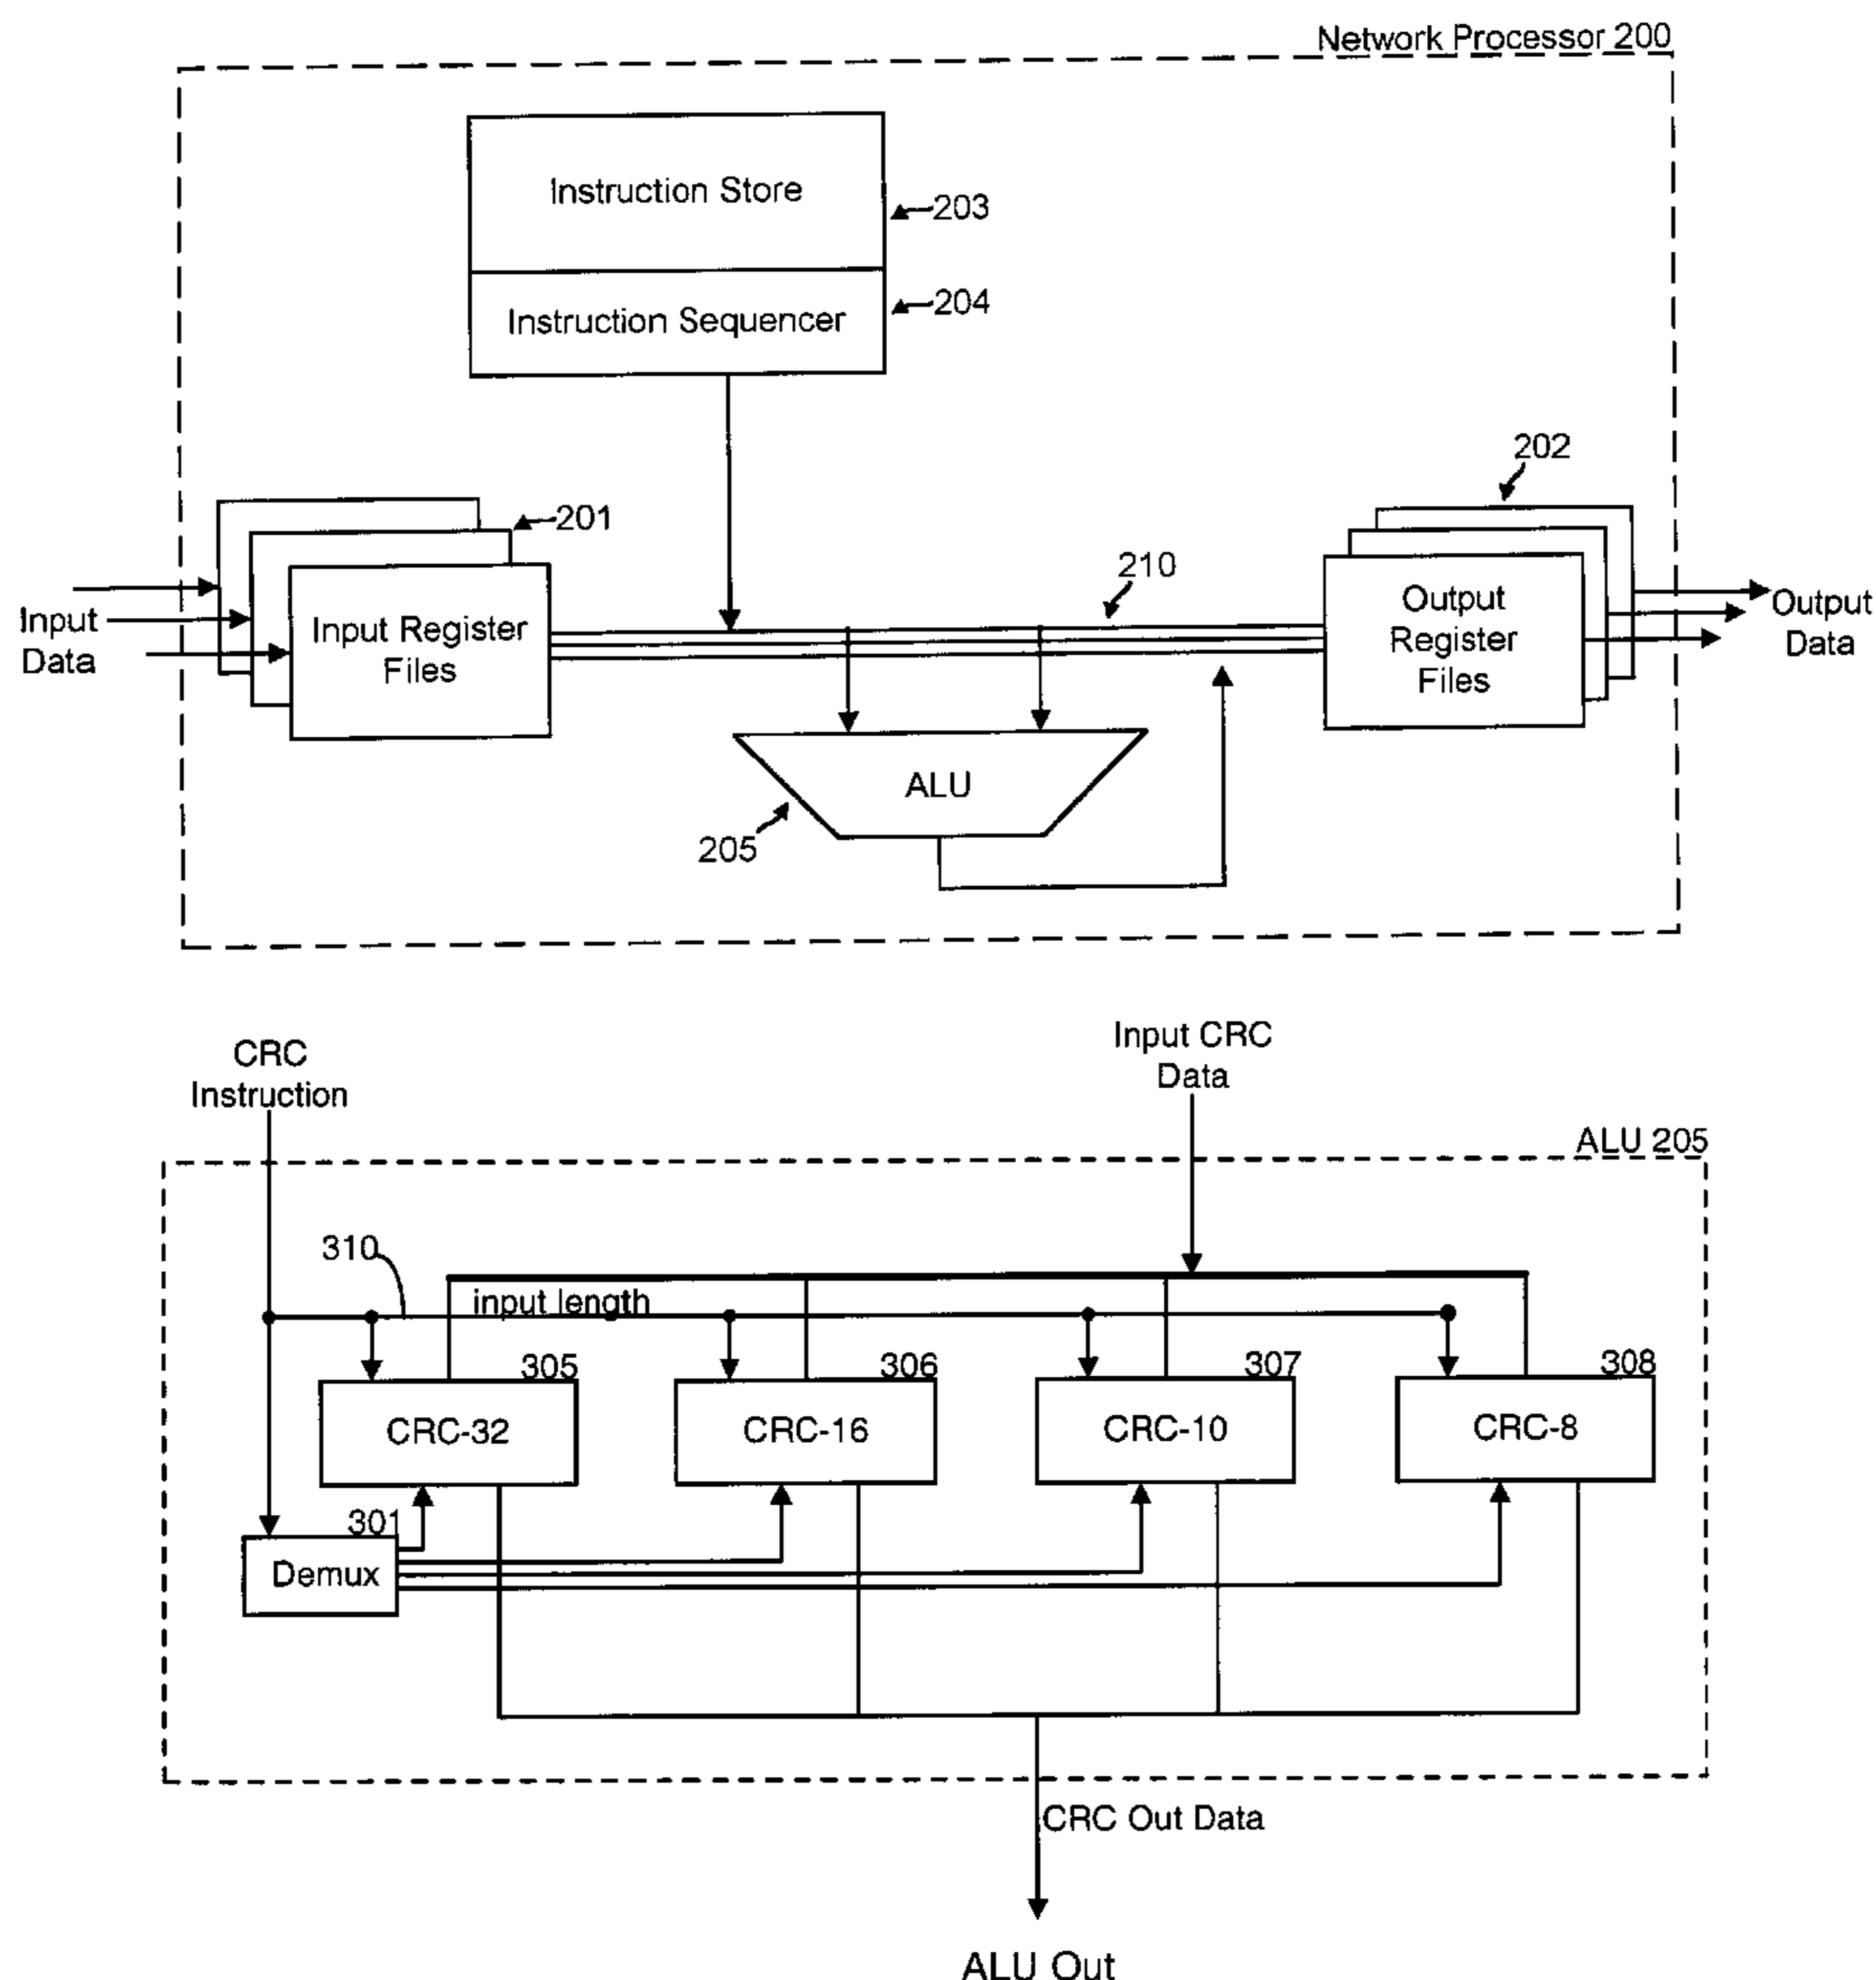 Network Processor 200
Instruction Store
203
Instruction Sequencer
204
202
201
210
Input
Data
Input Register
Files
Output
Register
Files
Output
Data
ALU
205
CRC
Instruction
Input CRC
Data
ALU 205
310
input length
305
306
307
308
CRC-32
CRC-16
CRC-10
CRC-8
301
Demux
CRC Out Data
ALU Out